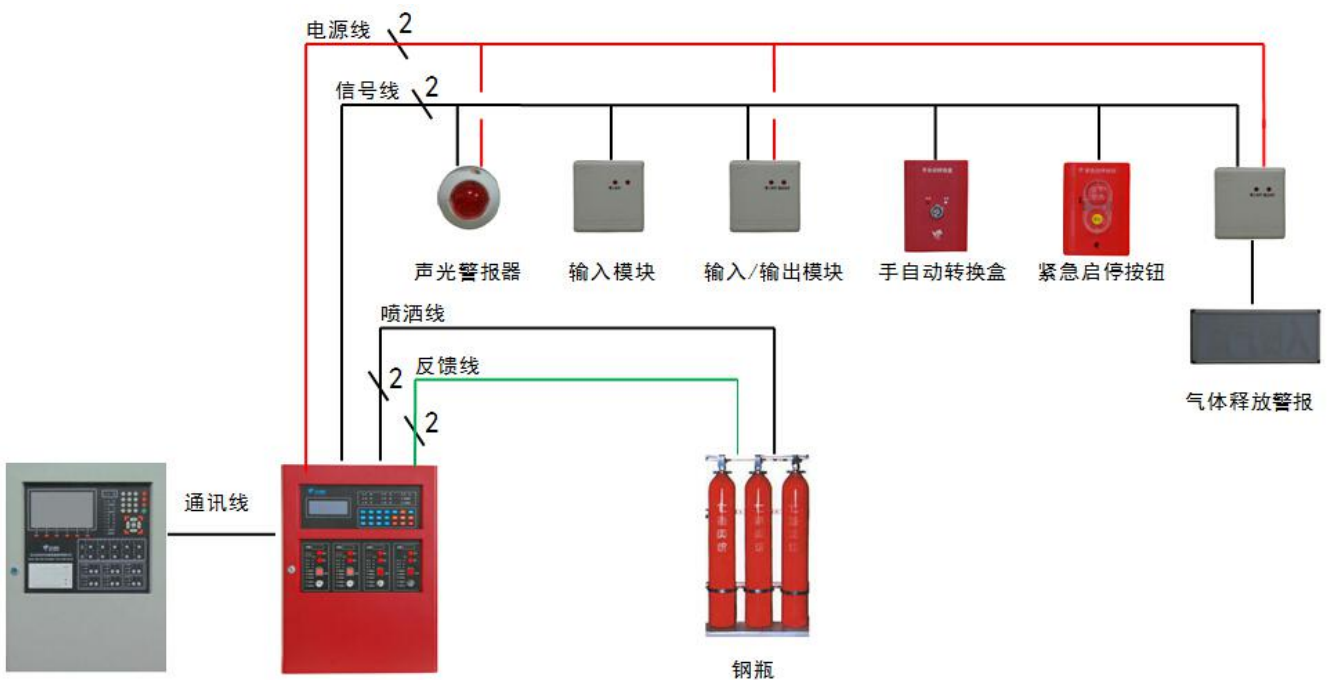 电源线 2
信号线 2
声光警报器
输入模块
输入/输出模块
手自动转换盒
紧急启停按钮
喷洒线
2
反馈线
2
气体释放警报
通讯线
钢瓶